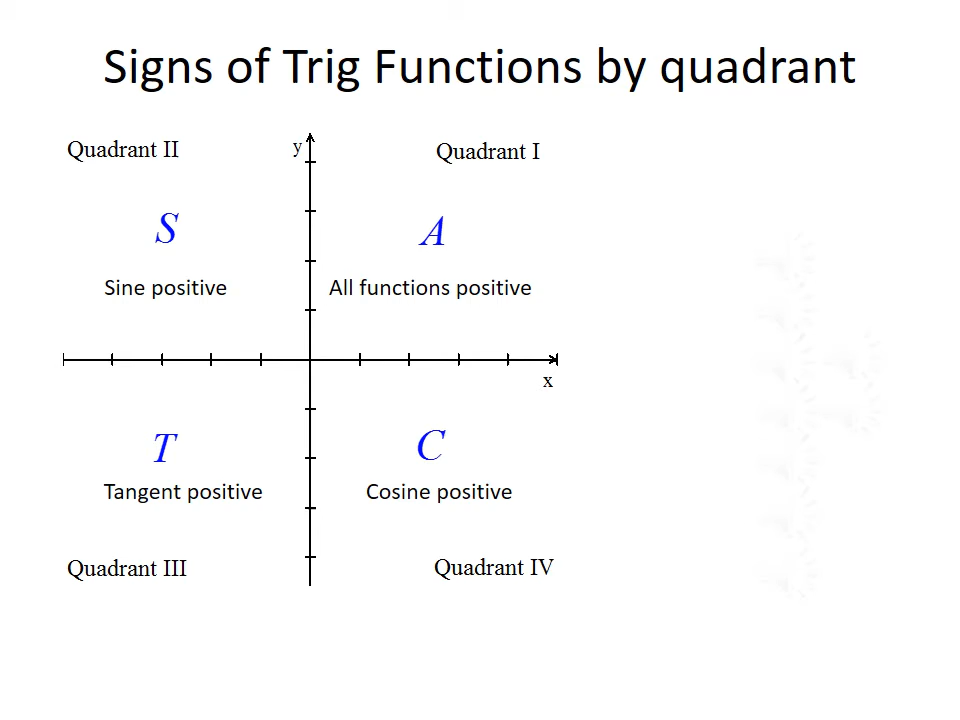 Signs of Trig Functions by quadrant
Quadrant II
y
Quadrant I
S
A
Sine positive
All functions positive
x
T
C
Tangent positive
Cosine positive
Quadrant III
Quadrant IV